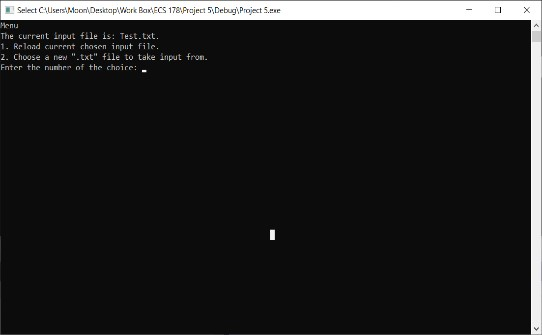 Select C:\Users\Moon\Desktop\Work Box\ECS 178\Project 5\Debug\Project 5.exe
Menu
The current input file is: Test.txt.
1. Reload current chosen input file.
2. Choose a new ".txt" file to take input from.
Enter the number of the choice: